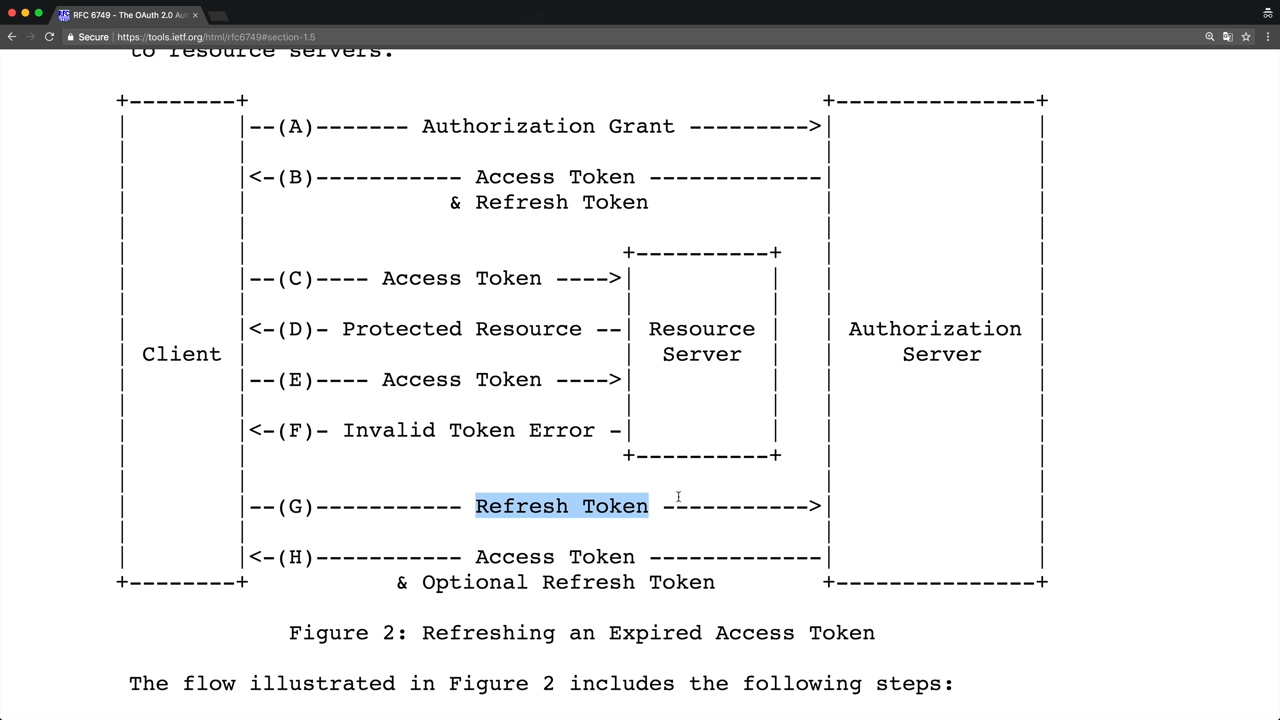 RFC 6749 - The OAuth 2.0 Au
Secure
https://tools.ietf.org/html/rfc6749#section-1.5
to resource servers.
+--------+                                           +---------------+
|        |--(A)------- Authorization Grant --------->|               |
|        |                                           |               |
|        |<-(B)----------- Access Token -------------|               |
|        |               & Refresh Token             |               |
|        |                                           |               |
|        |                            +----------+   |               |
|        |--(C)---- Access Token ---->|          |   |               |
|        |                            |          |   |               |
|        |<-(D)- Protected Resource --| Resource |   | Authorization |
| Client |                            |  Server  |   |     Server    |
|        |--(E)---- Access Token ---->|          |   |               |
|        |                            |          |   |               |
|        |<-(F)- Invalid Token Error -|          |   |               |
|        |                            +----------+   |               |
|        |                                           |               |
|        |--(G)----------- Refresh Token ----------->|               |
|        |                                           |               |
|        |<-(H)----------- Access Token -------------|               |
+--------+           & Optional Refresh Token        +---------------+
Figure 2: Refreshing an Expired Access Token
The flow illustrated in Figure 2 includes the following steps: